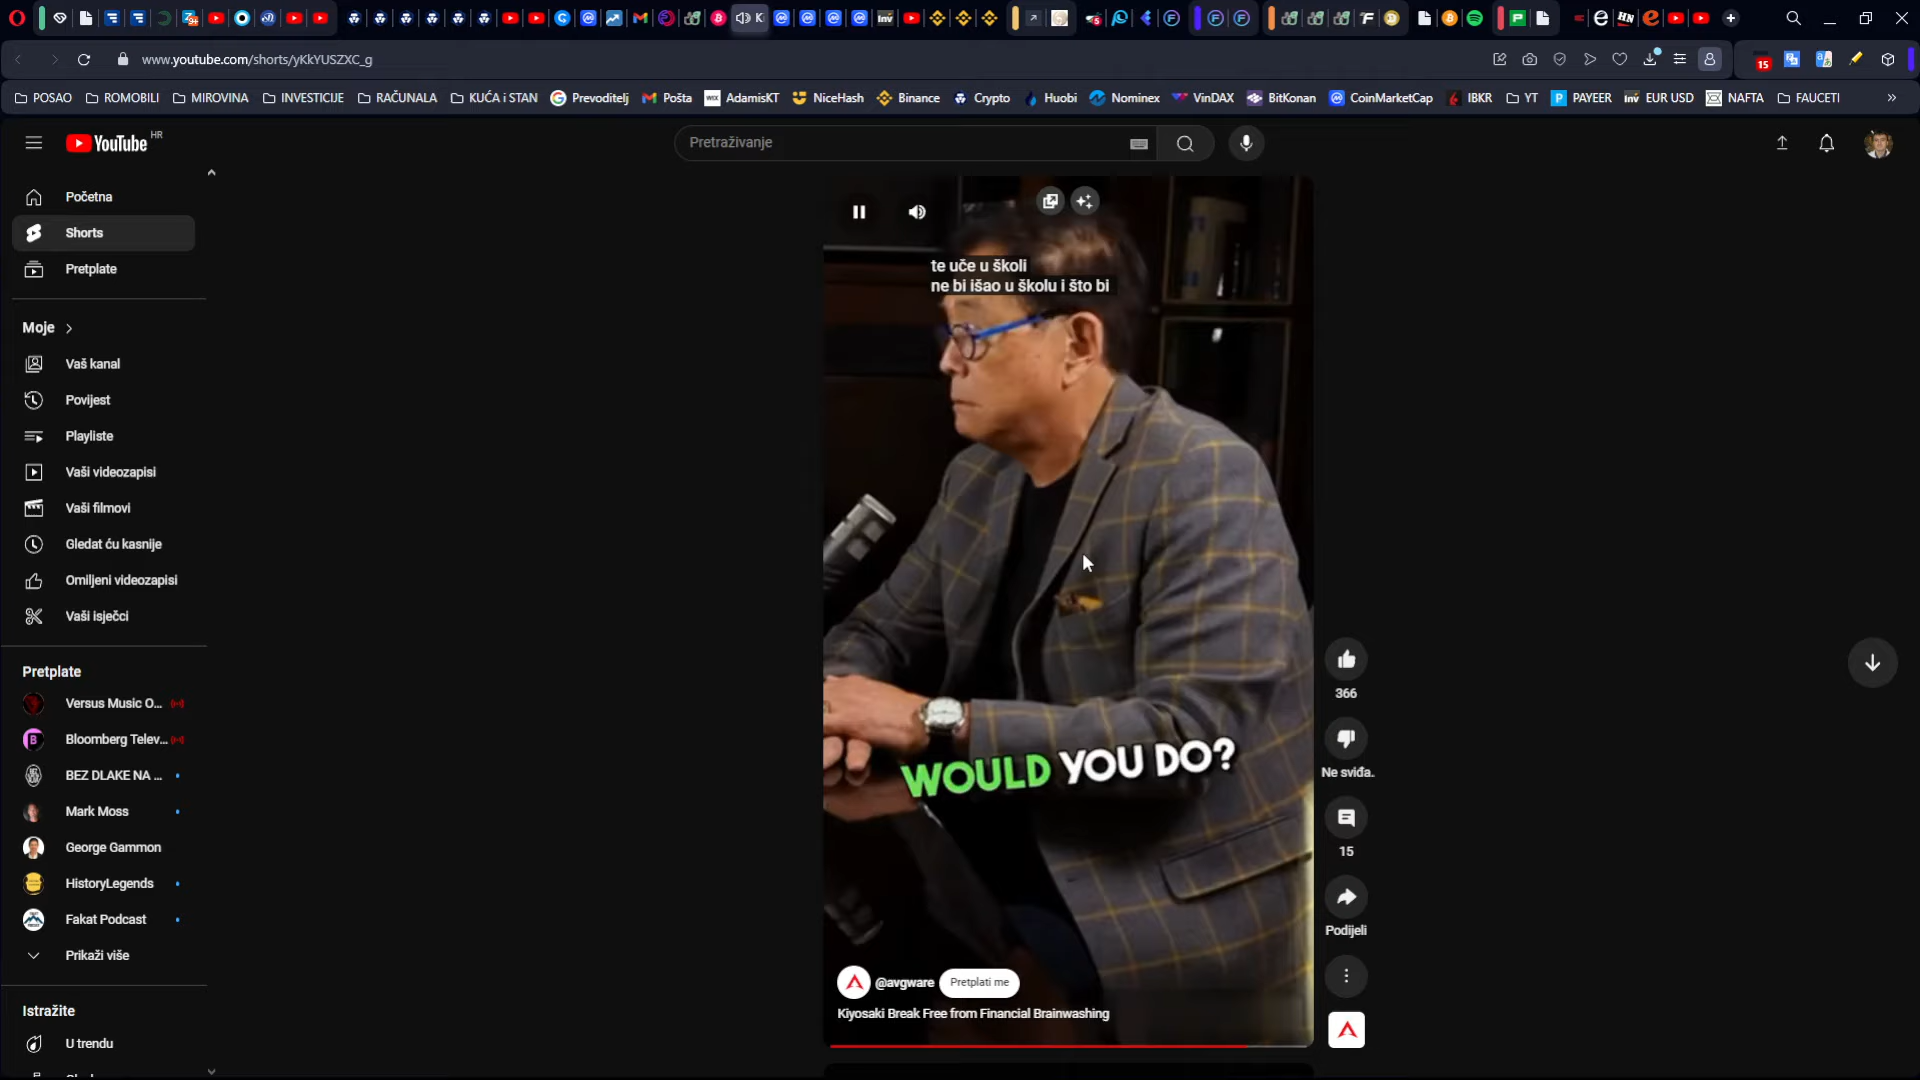 www.youtube.com/shorts/yKkYUSZXC_g
15
POSAO
ROMOBILI
MIROVINA
INVESTICIJE
RAČUNALA
KUĆA i STAN
Prevoditelj
Pošta
AdamisKT
NiceHash
Binance
Crypto
Huobi
Nominex
VinDAX
BitKonan
CoinMarketCap
IBKR
YT
PAYEER
EUR USD
NAFTA
FAUCETI
YouTube HR
Pretraživanje
Početna
Shorts
Pretplate
Moje
Vaš kanal
Povijest
Playliste
Vaši videozapisi
Vaši filmovi
Gledat ću kasnije
Omiljeni videozapisi
Vaši isječci
Pretplate
Versus Music O...
Bloomberg Telev...
BEZ DLAKE NA ...
Mark Moss
George Gammon
HistoryLegends
Fakat Podcast
Prikaži više
Istražite
U trendu
te uče u školi
ne bi išao u školu i što bi
WOULD YOU DO?
@avgware
Pretplati me
Kiyosaki Break Free from Financial Brainwashing
366
Ne sviđa.
15
Podijeli